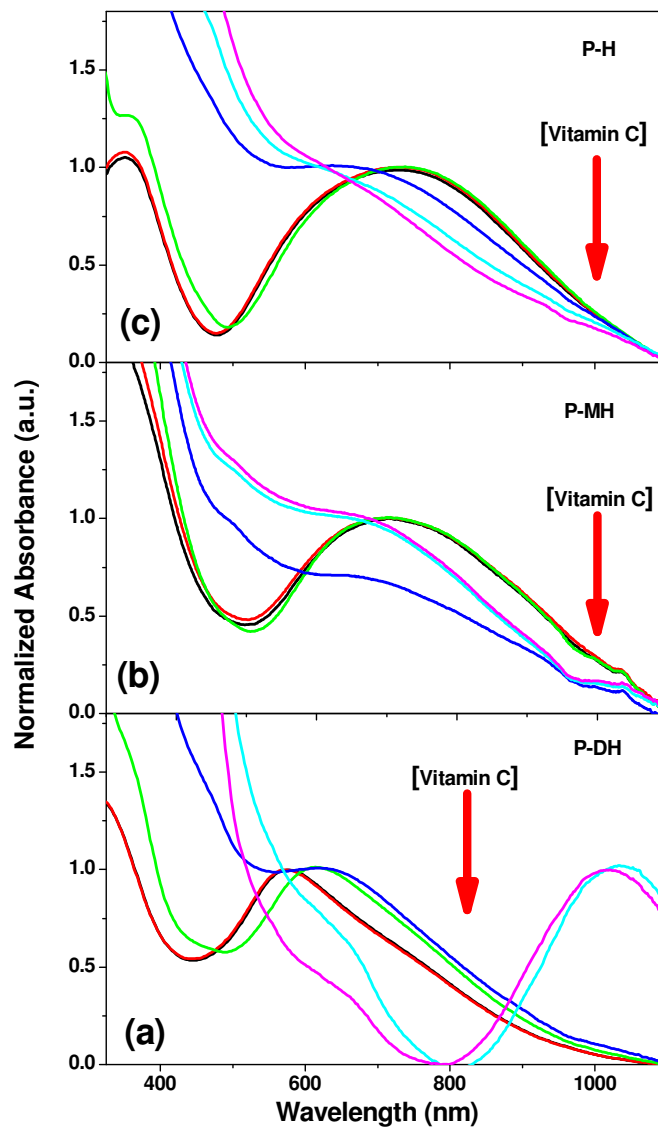 P-H
1.5
[Vitamin C]
1.0
0.5
(c)
0.0
P-MH
1.5
[Vitamin C]
1.0
0.5
(b)
0.0
P-DH
1.5
[Vitamin C]
1.0
0.5
(a)
0.0
400 600 800 1000
Wavelength (nm)
Normalized Absorbance (a.u.)